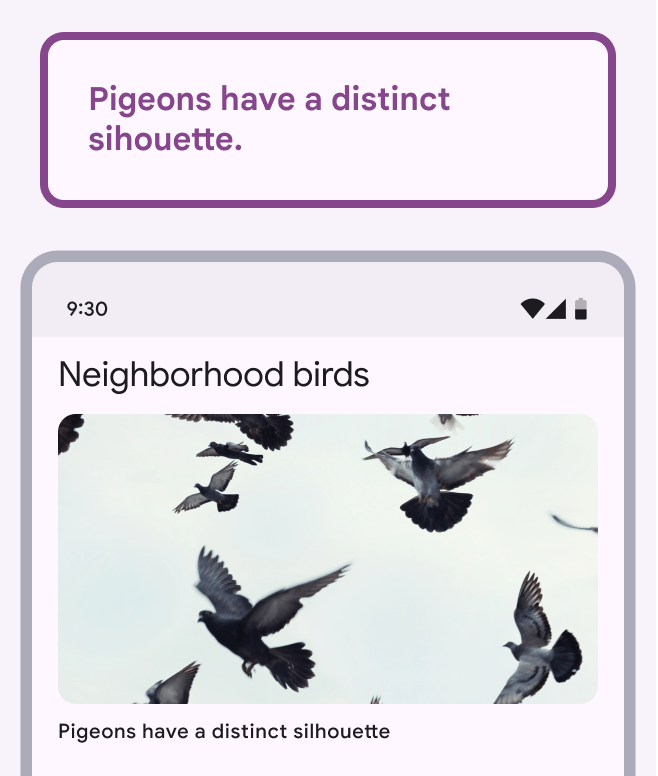 Pigeons have a distinct
sihouette.
9:30
Neighborhood birds
Pigeons have a distinct silhouette